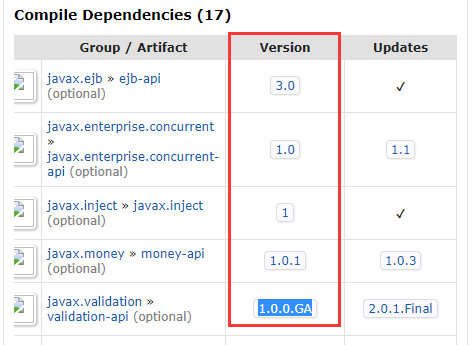 Compile Dependencies (17)
Group / Artifact Version Updates
javax.ejb » ejb-api
(optional)
3.0 ✓
javax.enterprise.concurrent
»
javax.enterprise.concurrent-
api (optional)
1.0 1.1
javax.inject » javax.inject
(optional)
1 ✓
javax.money » money-api
(optional)
1.0.1 1.0.3
javax.validation »
validation-api (optional)
1.0.0.GA 2.0.1.Final